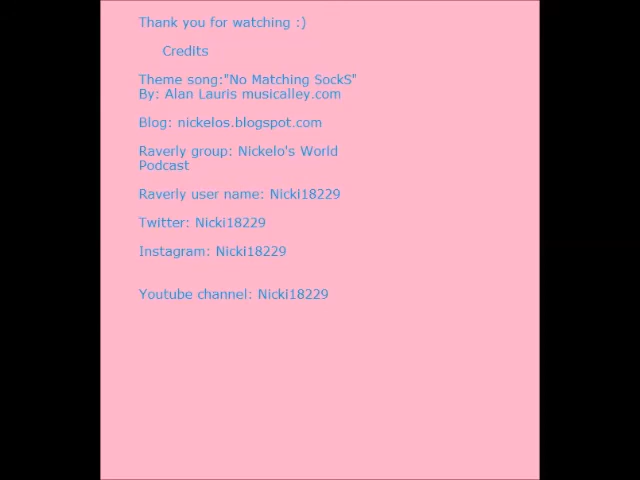 Thank you for watching :)
Credits
Theme song:"No Matching SockS"
By: Alan Lauris musicalley.com
Blog: nickelos.blogspot.com
Raverly group: Nickelo's World
Podcast
Raverly user name: Nicki18229
Twitter: Nicki18229
Instagram: Nicki18229
Youtube channel: Nicki18229